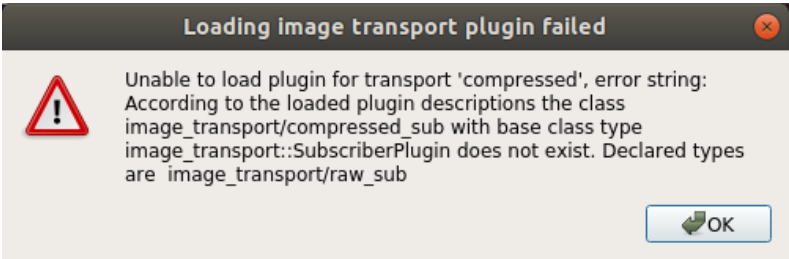 Loading image transport plugin failed
Unable to load plugin for transport 'compressed', error string:
According to the loaded plugin descriptions the class
image_transport/compressed_sub with base class type
image_transport::SubscriberPlugin does not exist. Declared types
are  image_transport/raw_sub
OK